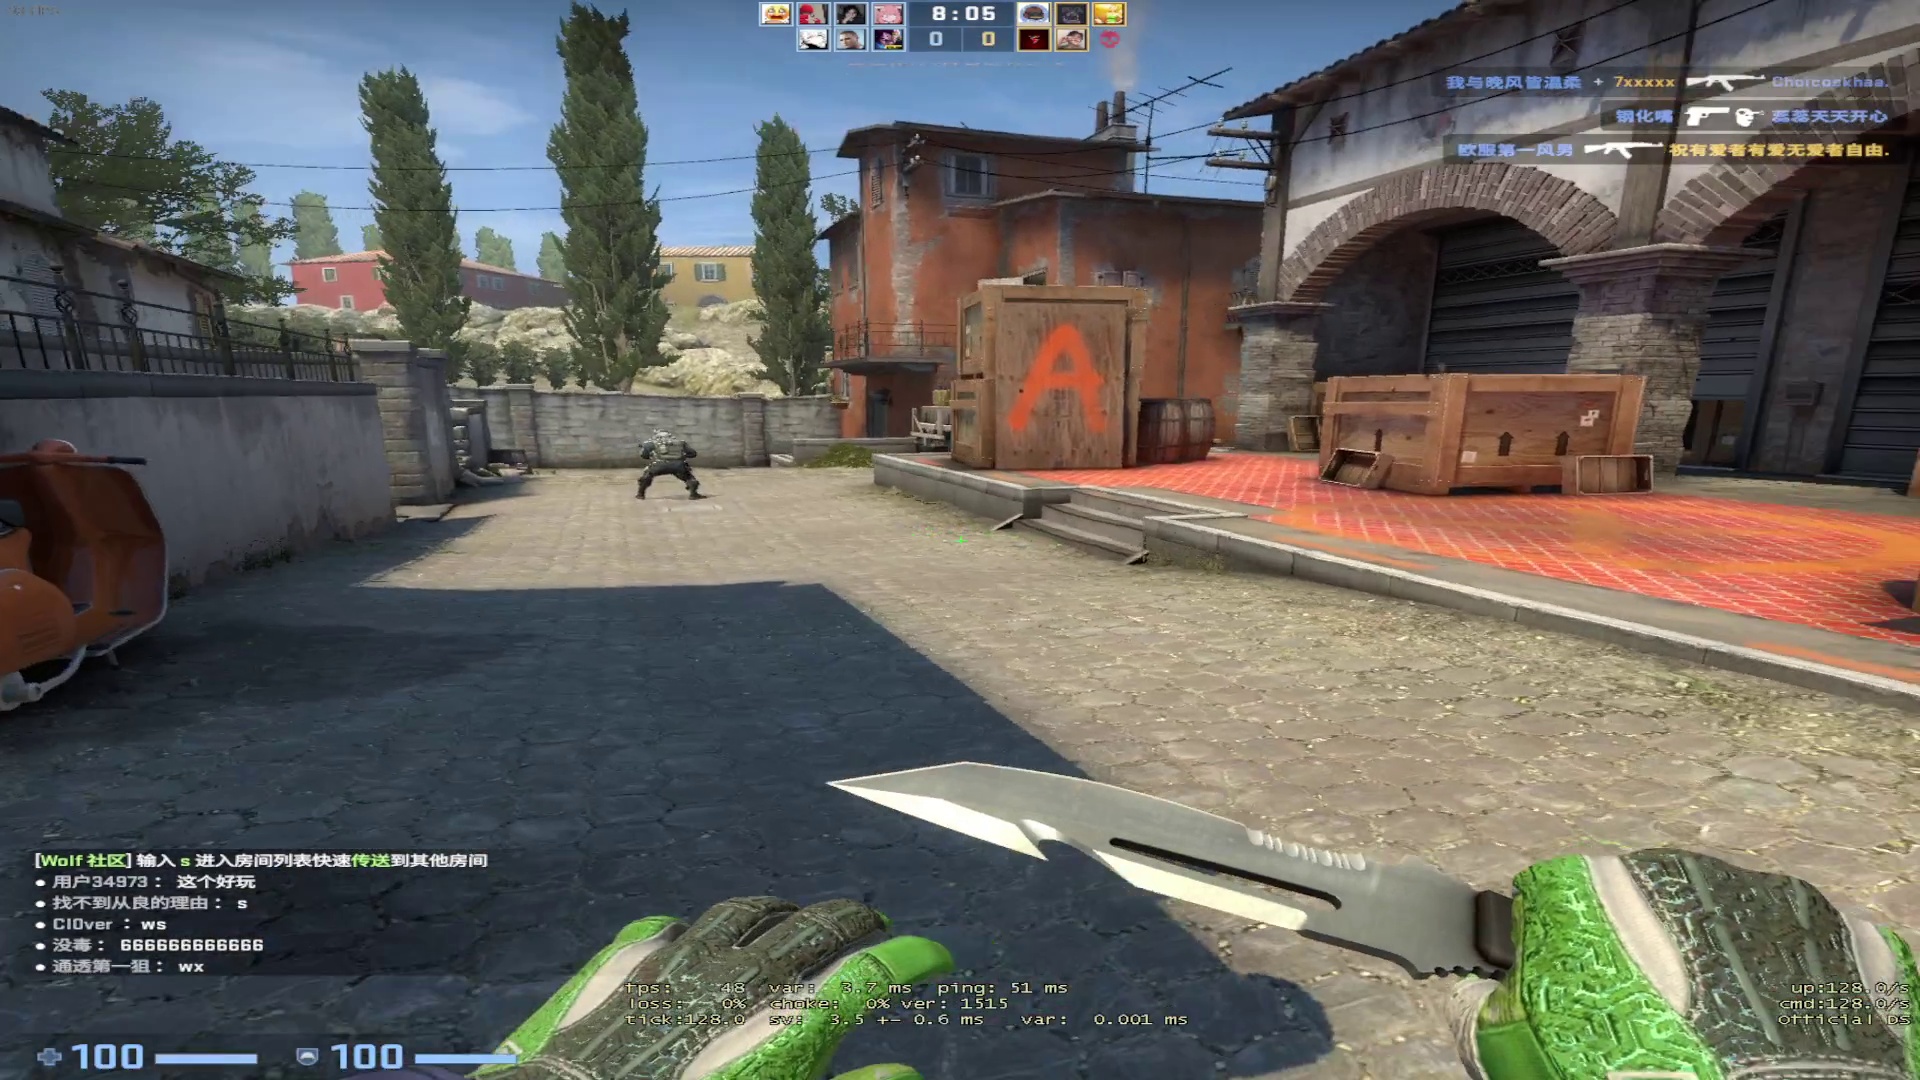 8:05
0 0
我与晚风皆温柔 + 7xxxxx Choicoekhaa.
钢化嘴 蕊蕊天天开心
欧服第一风男 祝有爱者有爱无爱者自由.
A
[Wolf 社区] 输入 s 进入房间列表快速传送到其他房间
● 用户34973： 这个好玩
● 找不到从良的理由： s
● Cl0ver ： ws
● 没毒： 666666666666
● 通透第一狙： wx
fps: 48 var: 3.7 ms ping: 51 ms
loss: 0% choke: 0% ver: 1515
tick:128.0 sv: 3.5 +- 0.6 ms var: 0.001 ms
up:128.0/s
cmd:128.0/s
official DS
100 100